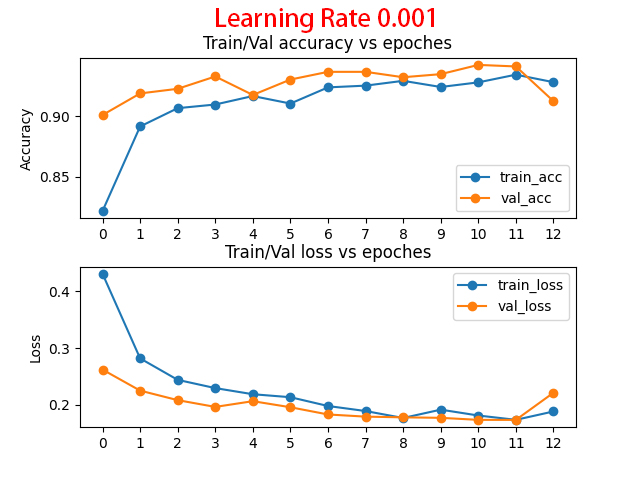 Learning Rate 0.001
Train/Val accuracy vs epoches
Accuracy
0.90
0.85
train_acc
val_acc
0 1 2 3 4 5 6 7 8 9 10 11 12
Train/Val loss vs epoches
Loss
0.4
0.3
0.2
train_loss
val_loss
0 1 2 3 4 5 6 7 8 9 10 11 12